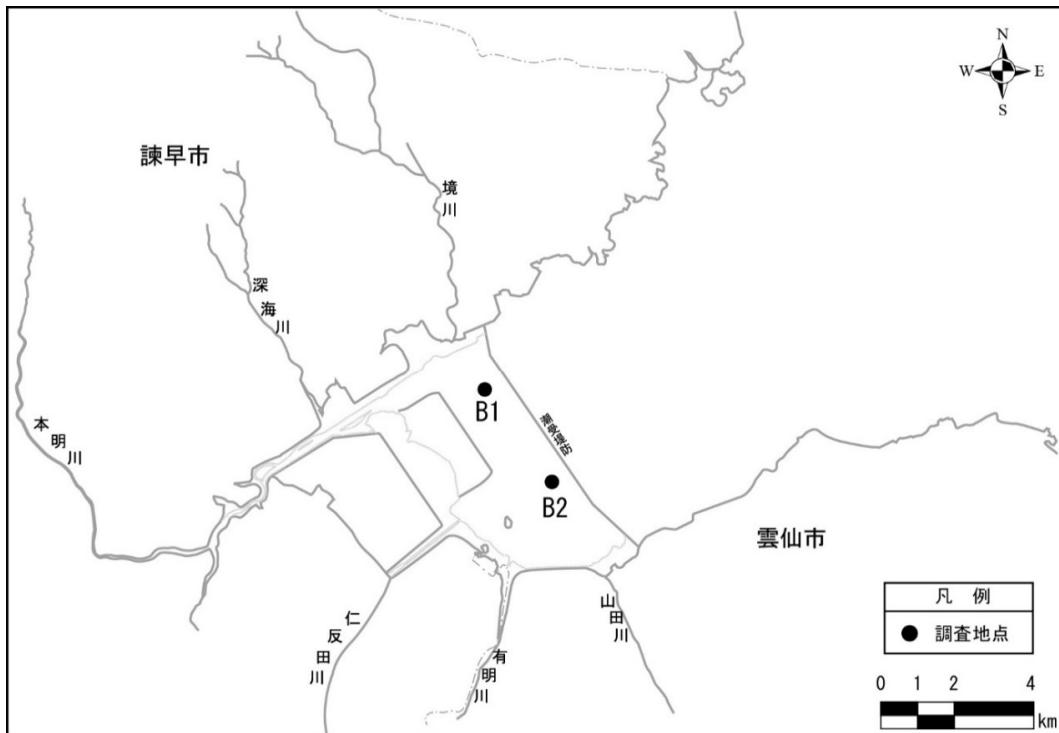 N
W E
S
諫早市
境川
深海川
本明川
B1
潮受堤防
B2
雲仙市
仁反田川
有明川
山田川
凡 例
● 調査地点
0 1 2 4
km